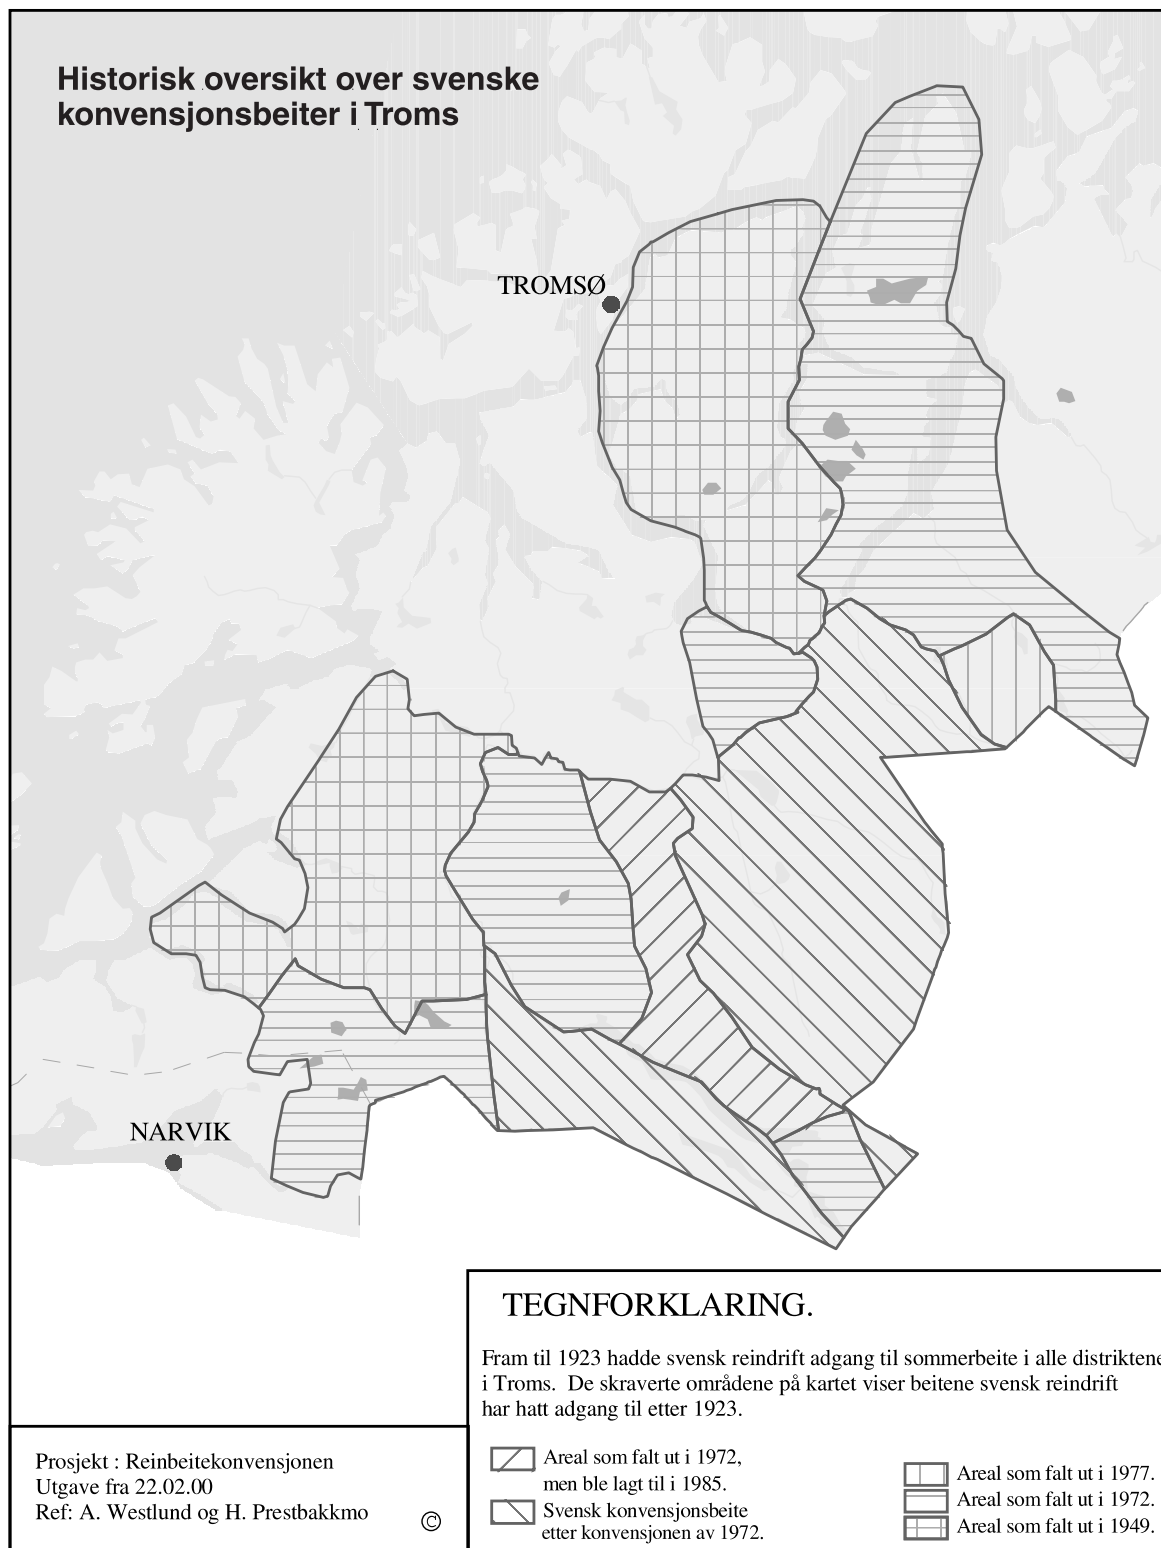 Historisk oversikt over svenske
konvensjonsbeiter i Troms
TROMSØ
NARVIK
TEGNFORKLARING.
Fram til 1923 hadde svensk reindrift adgang til sommerbeite i alle distriktene
i Troms. De skraverte områdene på kartet viser beitene svensk reindrift
har hatt adgang til etter 1923.
Areal som falt ut i 1972,
men ble lagt til i 1985.
Svensk konvensjonsbeite
etter konvensjonen av 1972.
Areal som falt ut i 1977.
Areal som falt ut i 1972.
Areal som falt ut i 1949.
Prosjekt : Reinbeitekonvensjonen
Utgave fra 22.02.00
Ref: A. Westlund og H. Prestbakkmo
©